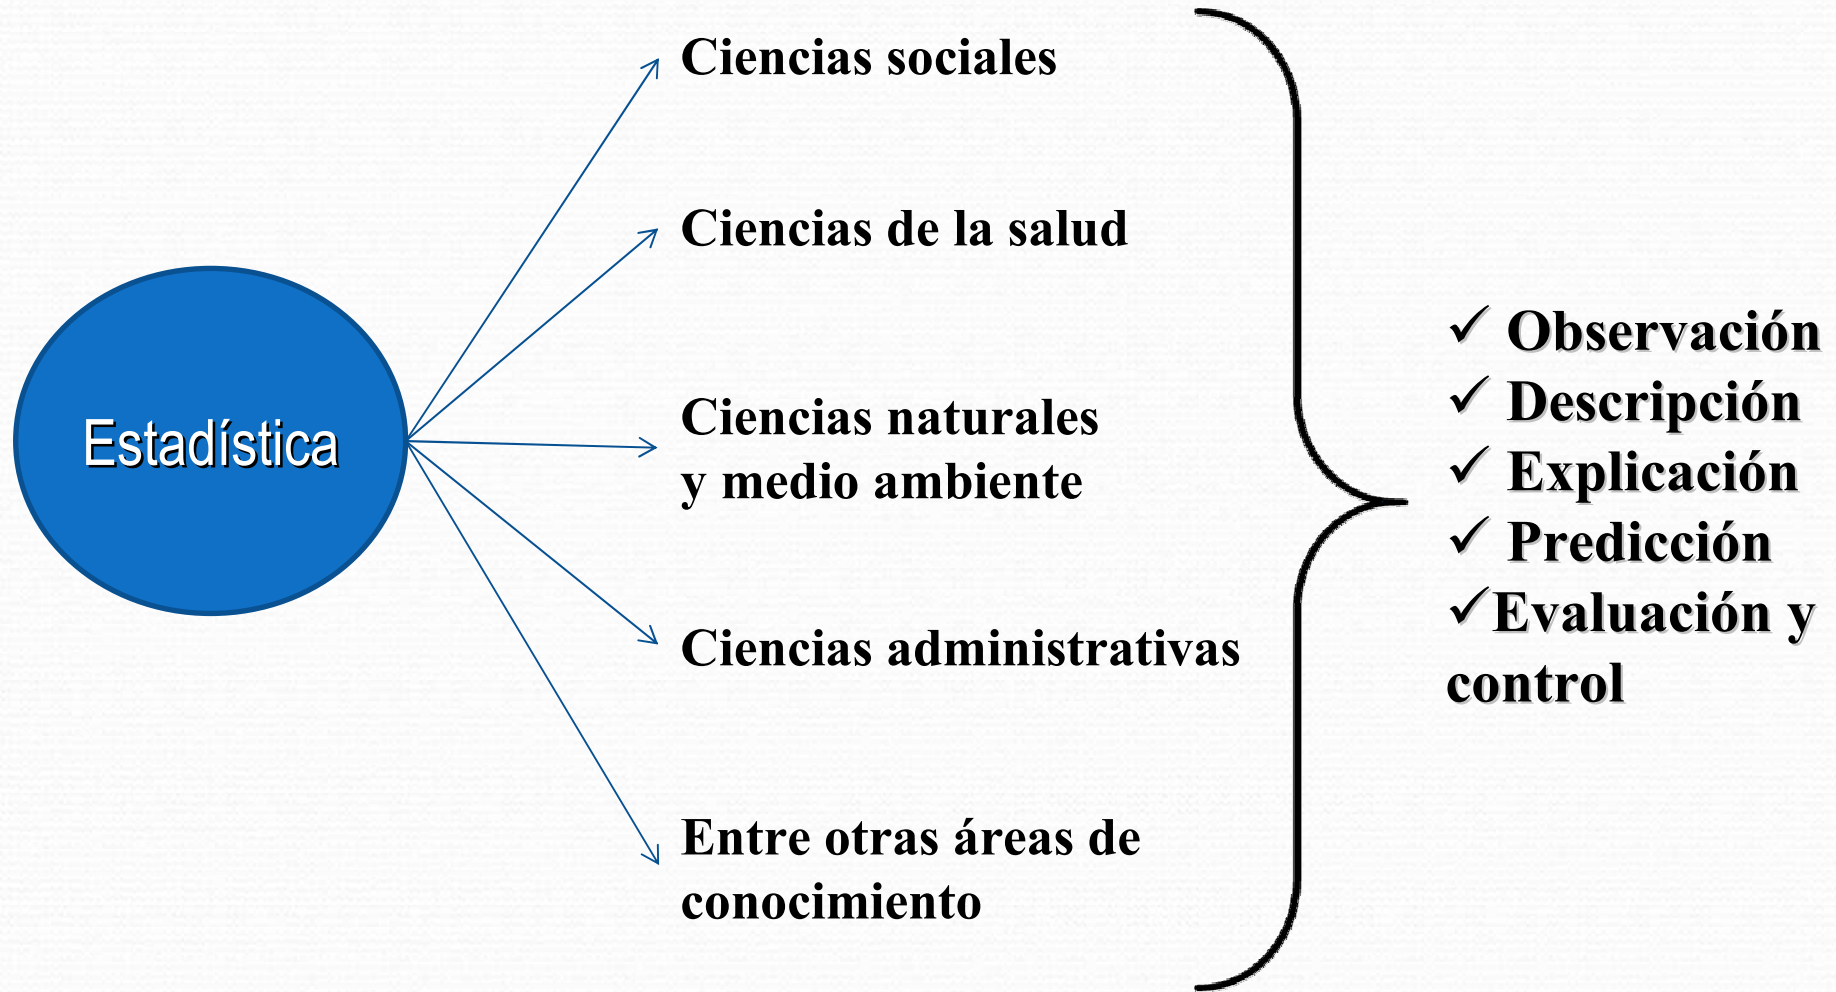 Estadística
Ciencias sociales
Ciencias de la salud
Ciencias naturales
y medio ambiente
Ciencias administrativas
Entre otras áreas de
conocimiento
✓ Observación
✓ Descripción
✓ Explicación
✓ Predicción
✓Evaluación y
control